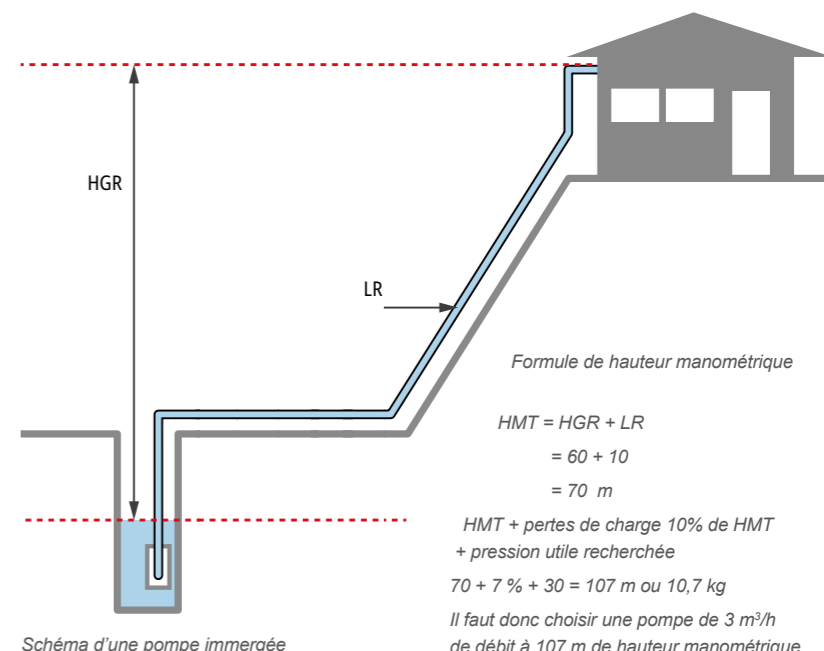 HGR
LR
Formule de hauteur manométrique
HMT = HGR + LR
= 60 + 10
= 70 m
HMT + pertes de charge 10% de HMT
+ pression utile recherchée
70 + 7 % + 30 = 107 m ou 10,7 kg
Il faut donc choisir une pompe de 3 m³/h
de débit à 107 m de hauteur manométrique
Schéma d'une pompe immergée